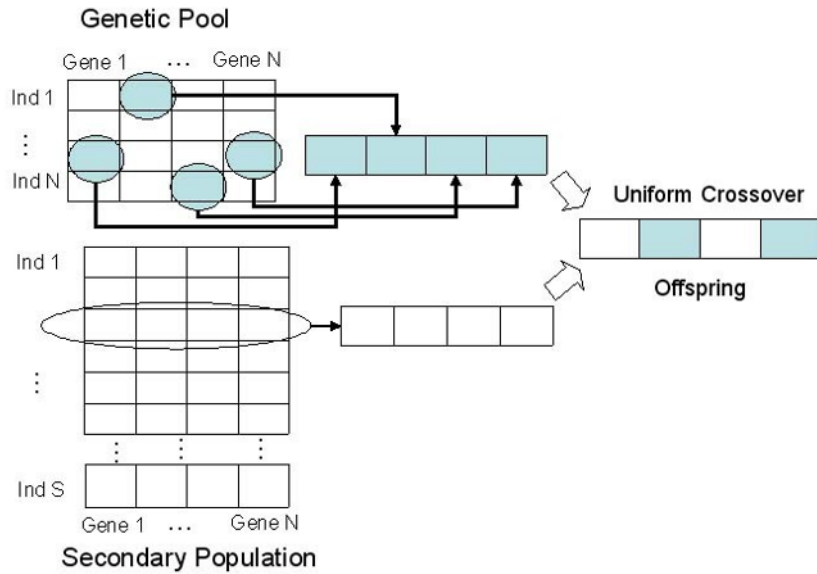 Genetic Pool
Gene 1 ... Gene N
Ind 1
⋮
Ind N
Uniform Crossover
Offspring
Ind 1
⋮
Ind S
Gene 1 ... Gene N
Secondary Population